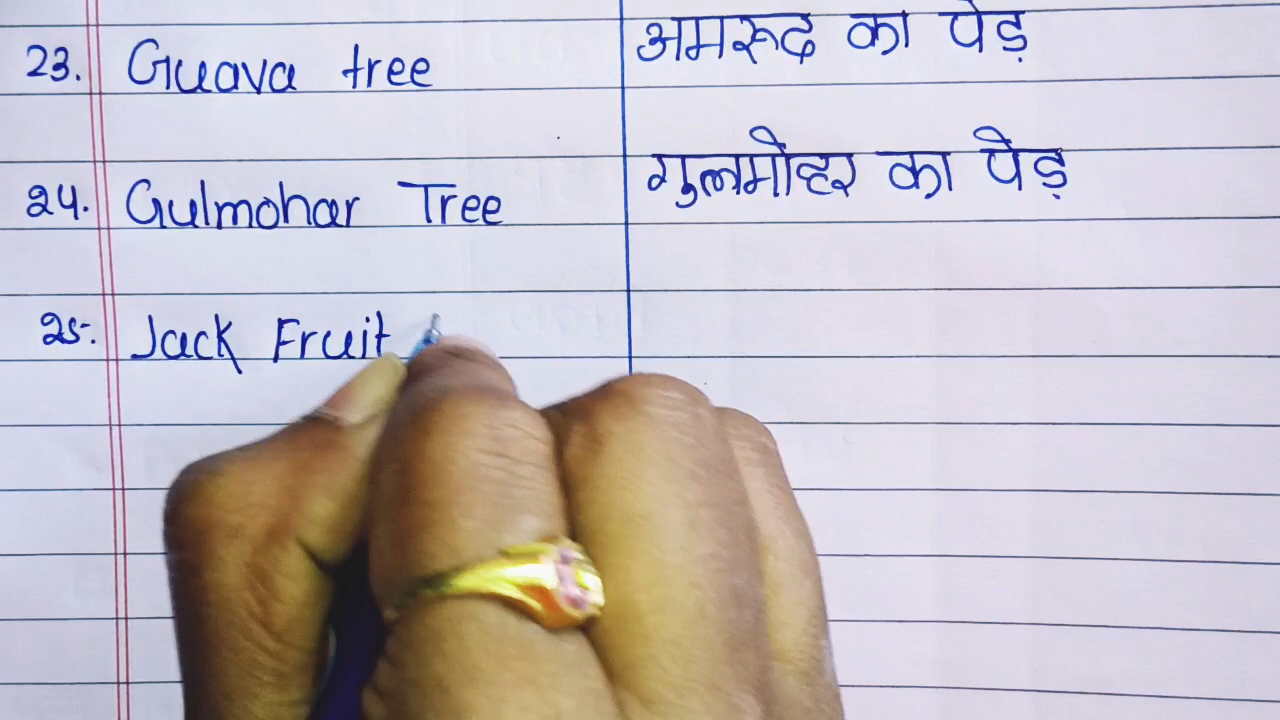 23. Guava tree अमरूद का पेड़
24. Gulmohar Tree गुलमोहर का पेड़
25. Jack Fruit